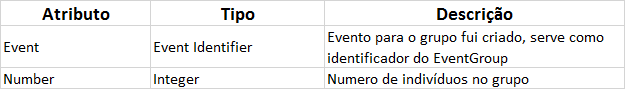 Atributo Tipo Descrição
Event Event Identifier Evento para o grupo fui criado, serve como
identificador do EventGroup
Number Integer Numero de indivíduos no grupo